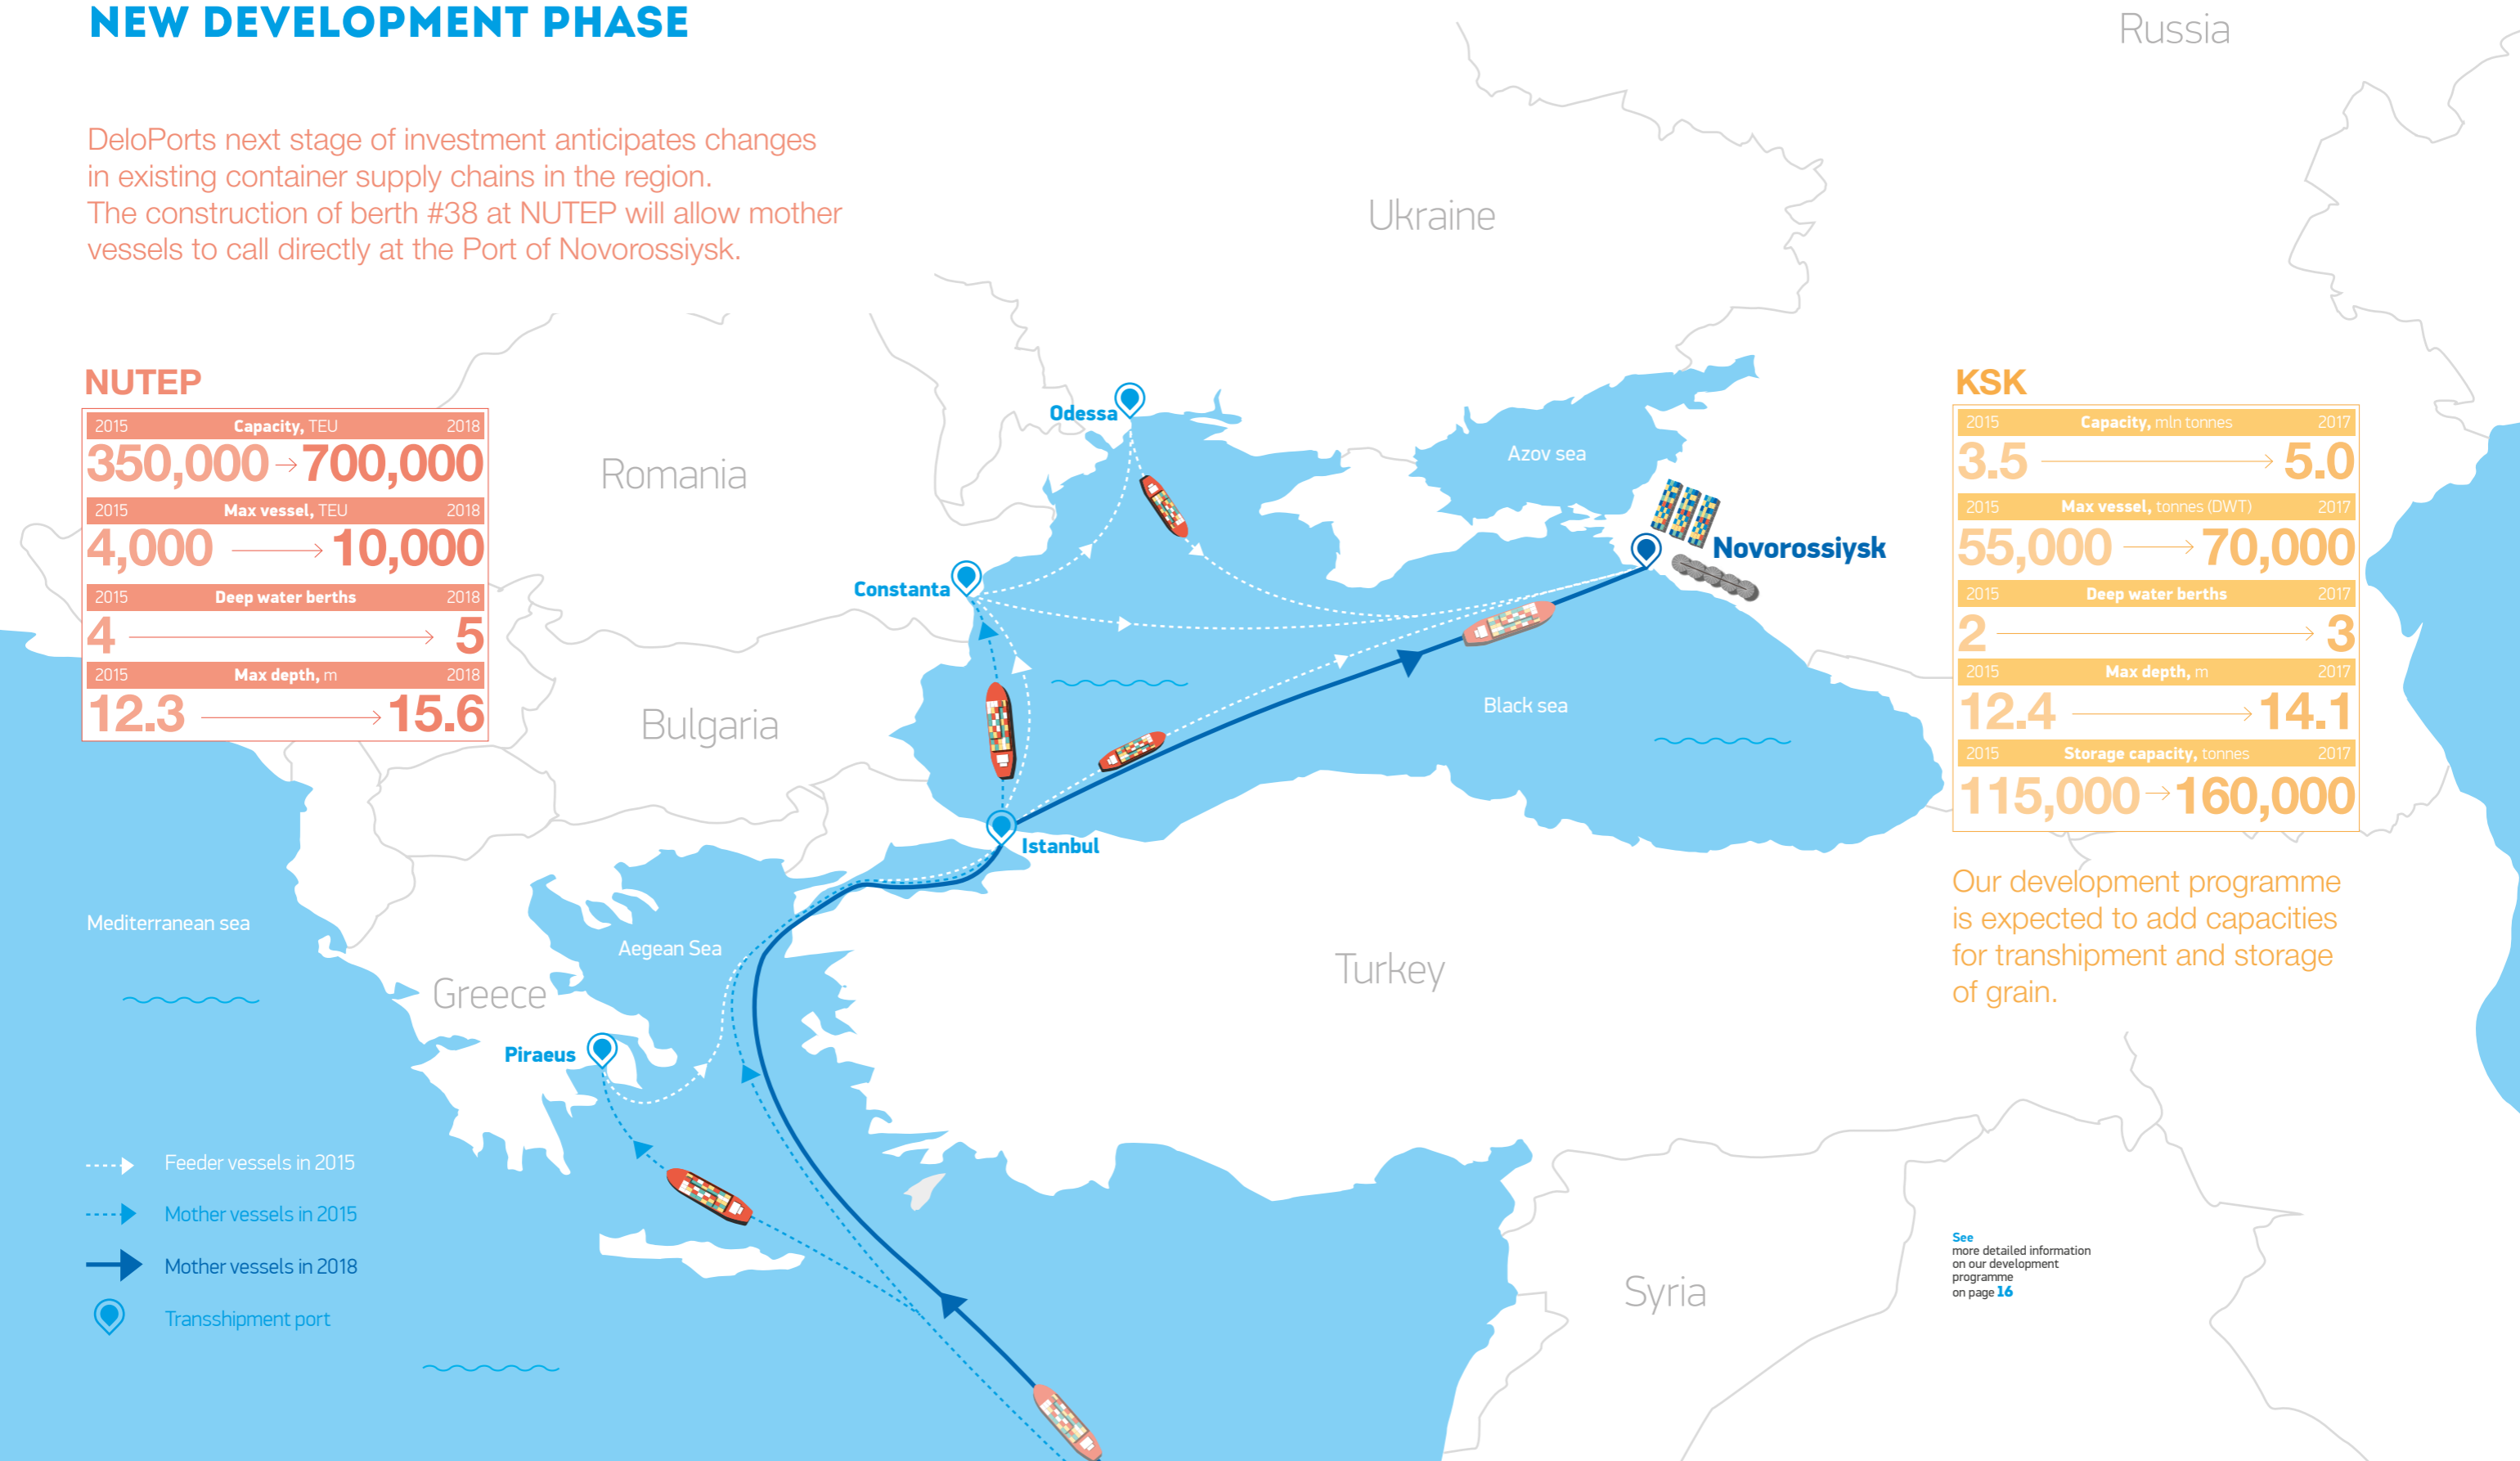 NEW DEVELOPMENT PHASE
DeloPorts next stage of investment anticipates changes
in existing container supply chains in the region.
The construction of berth #38 at NUTEP will allow mother
vessels to call directly at the Port of Novorossiysk.
NUTEP
2015 Capacity, TEU 2018
350,000 → 700,000
2015 Max vessel, TEU 2018
4,000 → 10,000
2015 Deep water berths 2018
4 → 5
2015 Max depth, m 2018
12.3 → 15.6
Russia
Ukraine
Romania
Odessa
Azov sea
Novorossiysk
Constanta
Bulgaria
Black sea
Istanbul
Mediterranean sea
Aegean Sea
Greece
Turkey
Piraeus
Syria
Feeder vessels in 2015
Mother vessels in 2015
Mother vessels in 2018
Transshipment port
KSK
2015 Capacity, mln tonnes 2017
3.5 → 5.0
2015 Max vessel, tonnes (DWT) 2017
55,000 → 70,000
2015 Deep water berths 2017
2 → 3
2015 Max depth, m 2017
12.4 → 14.1
2015 Storage capacity, tonnes 2017
115,000 → 160,000
Our development programme
is expected to add capacities
for transhipment and storage
of grain.
See
more detailed information
on our development
programme
on page 16